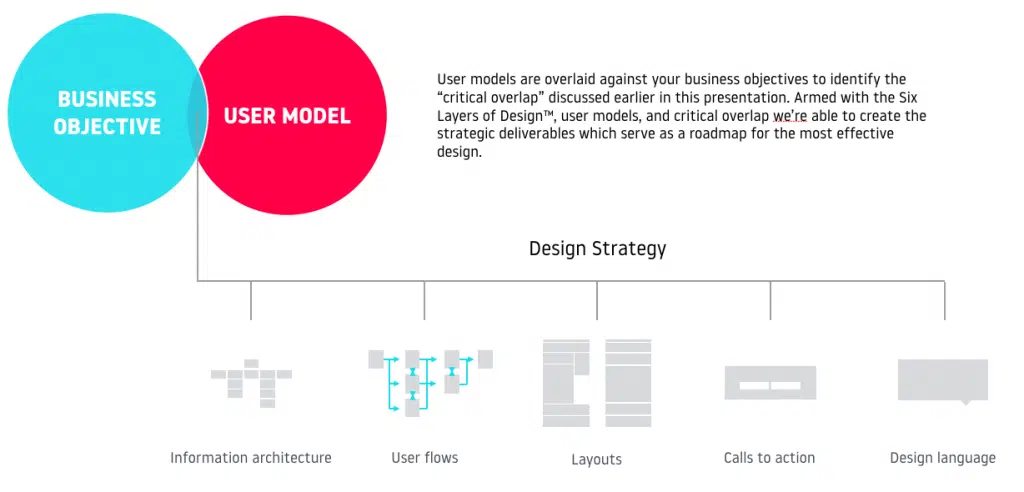 BUSINESS
OBJECTIVE
USER MODEL
User models are overlaid against your business objectives to identify the
“critical overlap” discussed earlier in this presentation. Armed with the Six
Layers of Design™, user models, and critical overlap we’re able to create the
strategic deliverables which serve as a roadmap for the most effective
design.
Design Strategy
Information architecture
User flows
Layouts
Calls to action
Design language